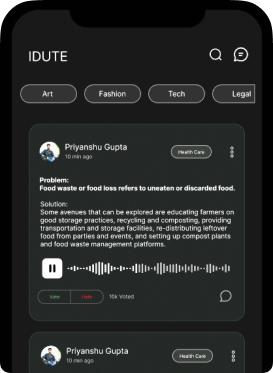 IDUTE
Art Fashion Tech Legal
Priyanshu Gupta
10 min ago
Health Care
Problem:
Food waste or food loss refers to uneaten or discarded food.
Solution:
Some avenues that can be explored are educating farmers on
good storage practices, recycling and composting, providing
transportation and storage facilities, re-distributing leftover
food from parties and events, and setting up compost plants
and food waste management platforms.
Vote Hate 16k Voted
Priyanshu Gupta
10 min ago
Health Care